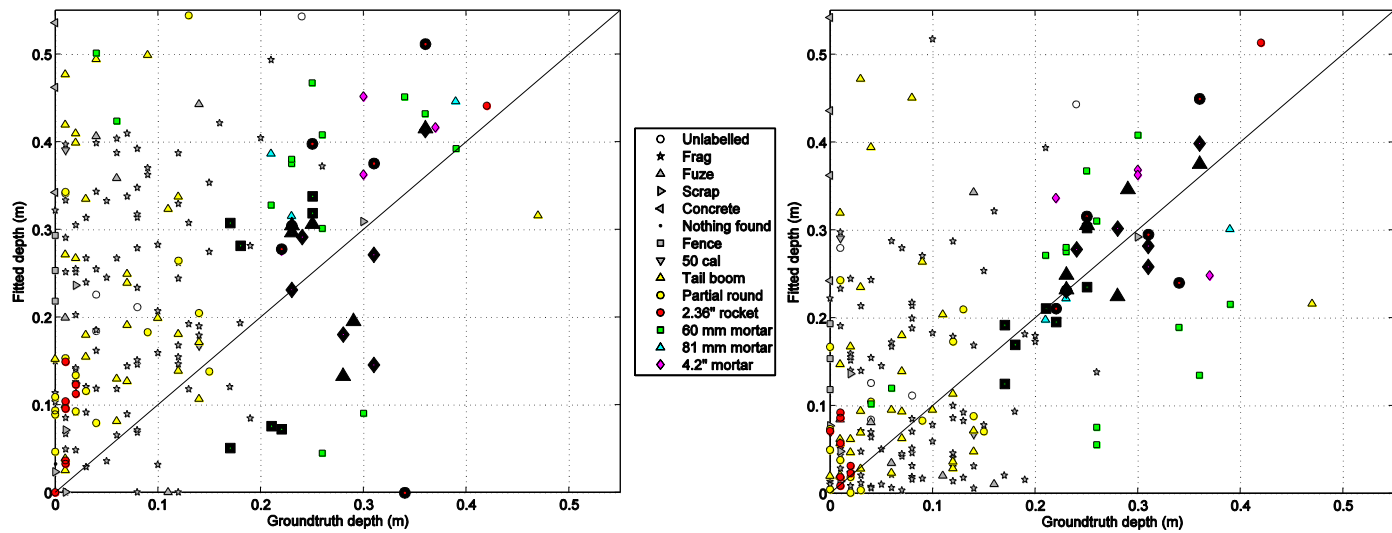 0.5
0.4
0.3
0.2
0.1
0
0 0.1 0.2 0.3 0.4 0.5
Fitted depth (m)
Groundtruth depth (m)
Unlabelled
Frag
Fuze
Scrap
Concrete
Nothing found
Fence
50 cal
Tail boom
Partial round
2.36" rocket
60 mm mortar
81 mm mortar
4.2" mortar
0.5
0.4
0.3
0.2
0.1
0
0 0.1 0.2 0.3 0.4 0.5
Fitted depth (m)
Groundtruth depth (m)